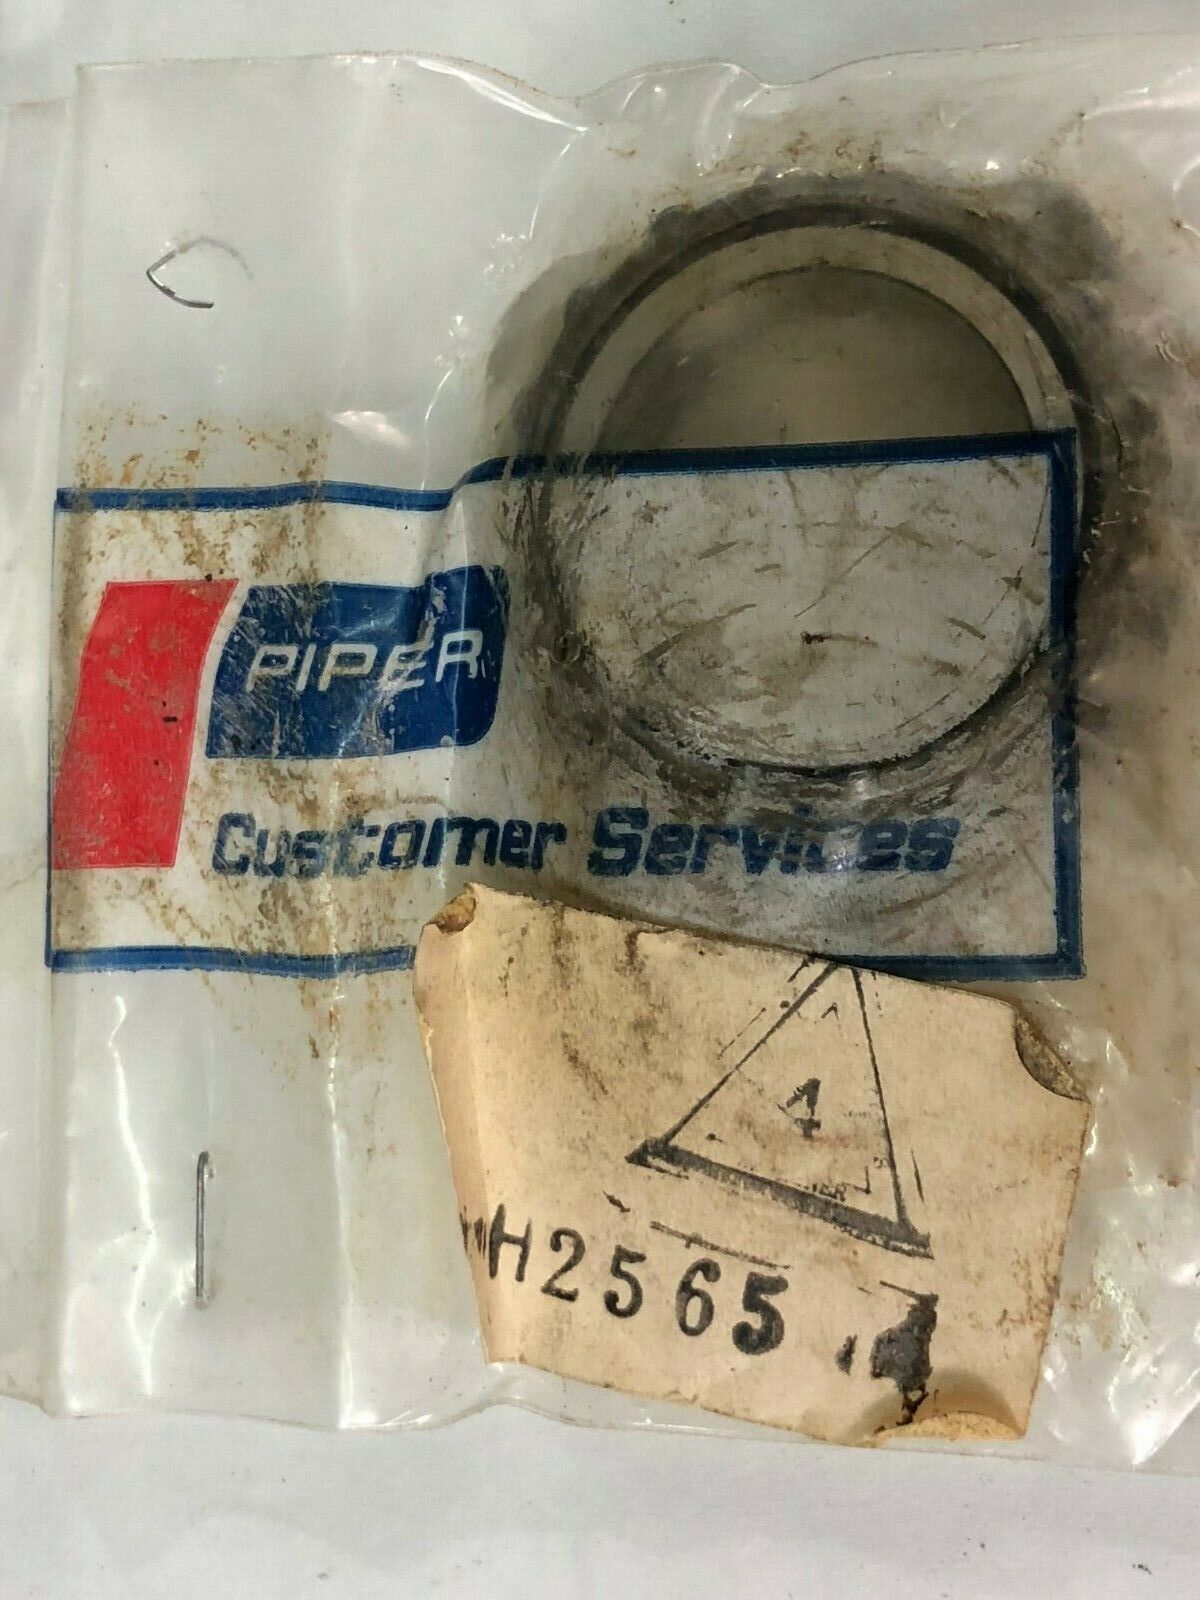 PIPER
Customer Services
4
H2565